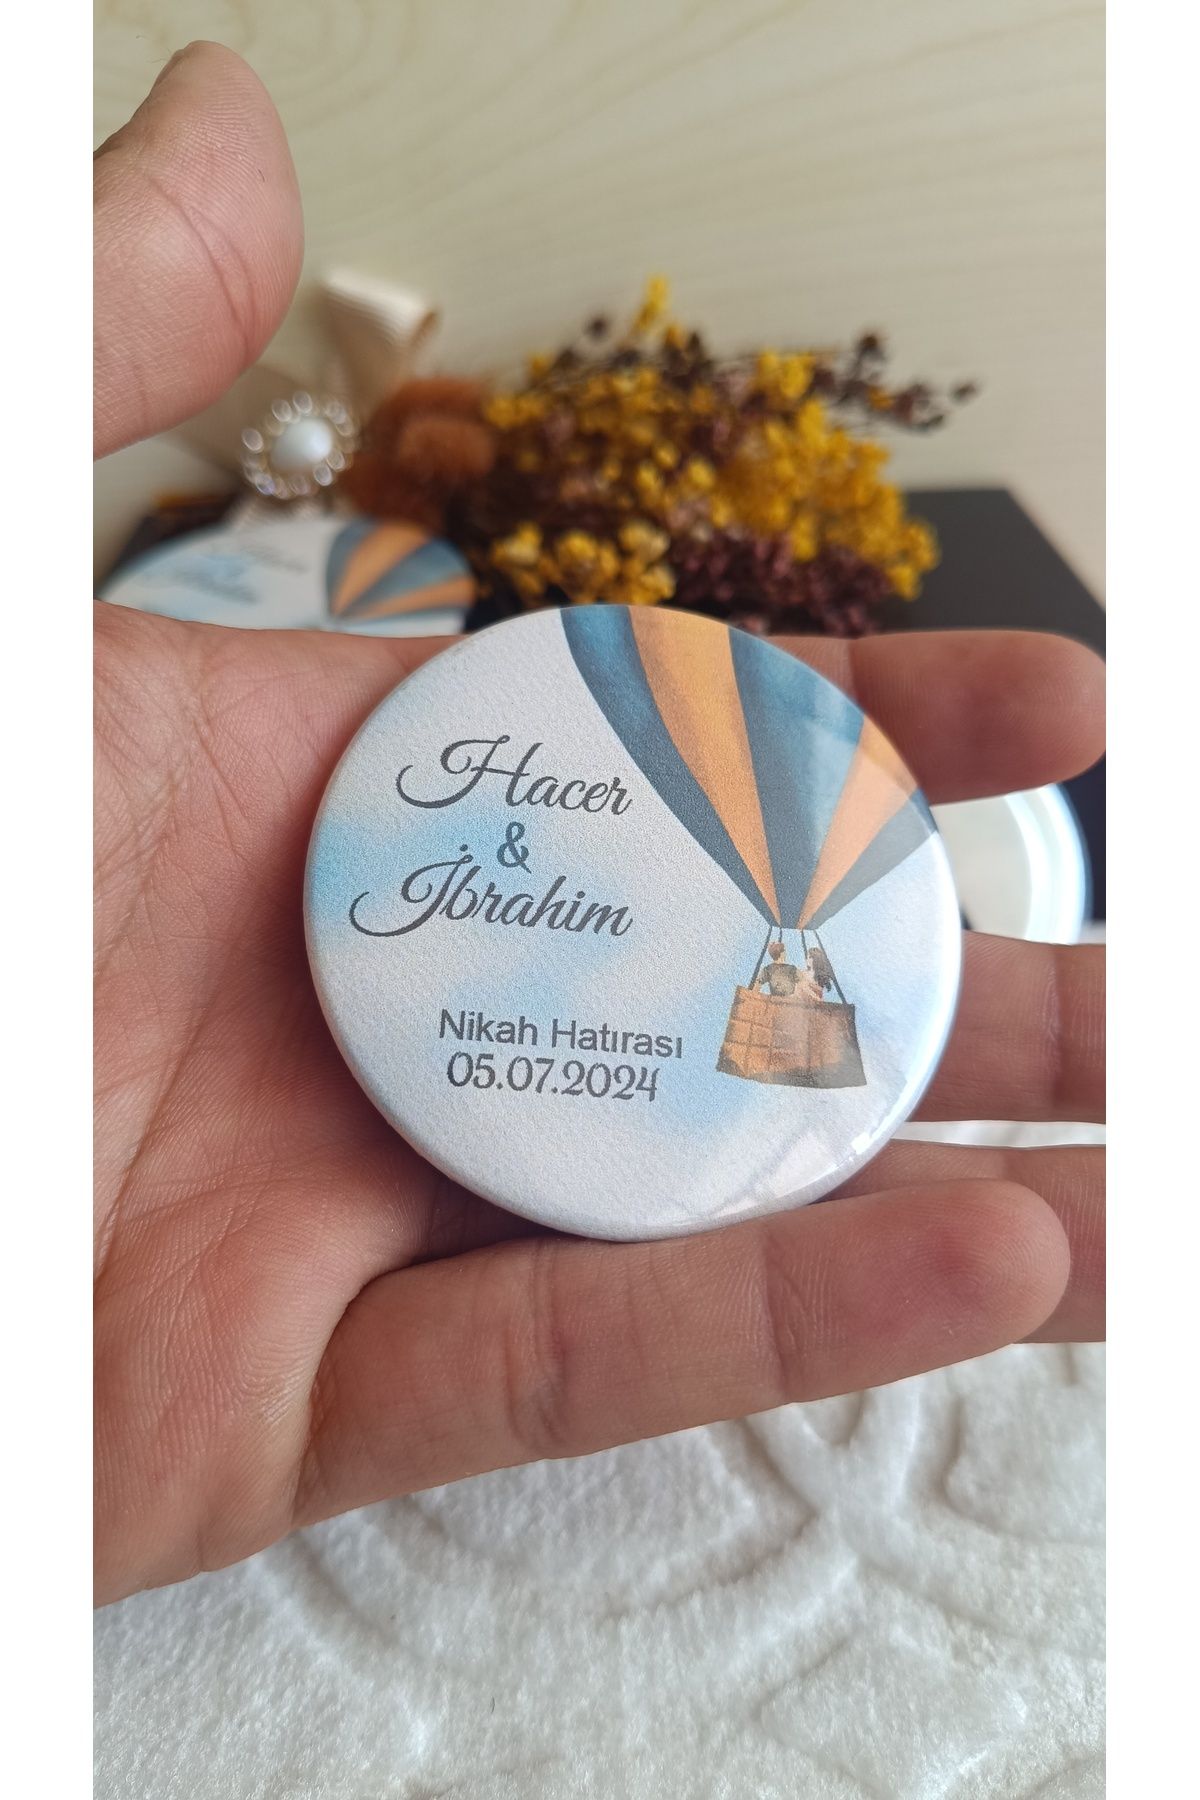 Hacer
&
İbrahim
Nikah Hatırası
05.07.2024